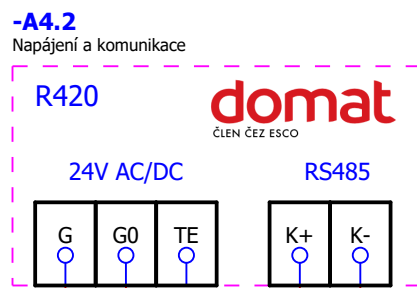 -A4.2
Napájení a komunikace
R420
domat
ČLEN ČEZ ESCO
24V AC/DC RS485
G G0 TE K+ K-